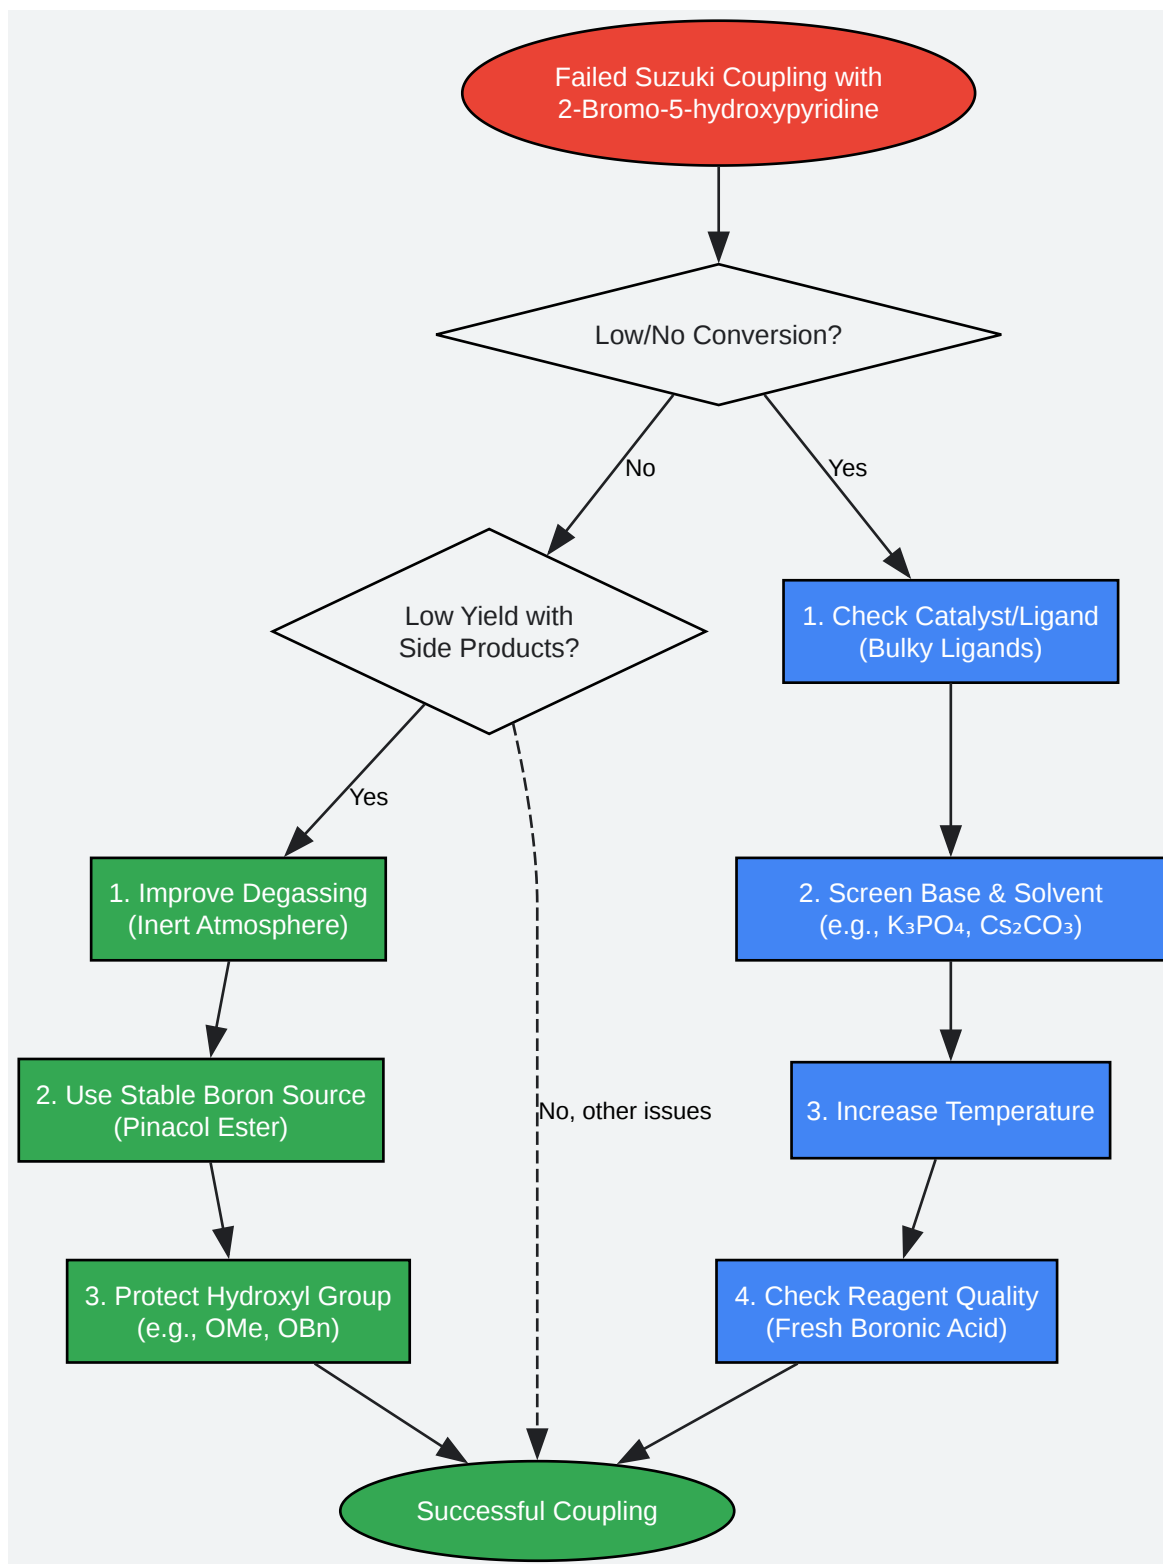 Failed Suzuki Coupling with
2-Bromo-5-hydroxypyridine
Low/No Conversion?
No
Yes
Low Yield with
Side Products?
1. Check Catalyst/Ligand
(Bulky Ligands)
Yes
1. Improve Degassing
(Inert Atmosphere)
2. Screen Base & Solvent
(e.g., K₃PO₄, Cs₂CO₃)
2. Use Stable Boron Source
(Pinacol Ester)
No, other issues
3. Increase Temperature
3. Protect Hydroxyl Group
(e.g., OMe, OBn)
4. Check Reagent Quality
(Fresh Boronic Acid)
Successful Coupling